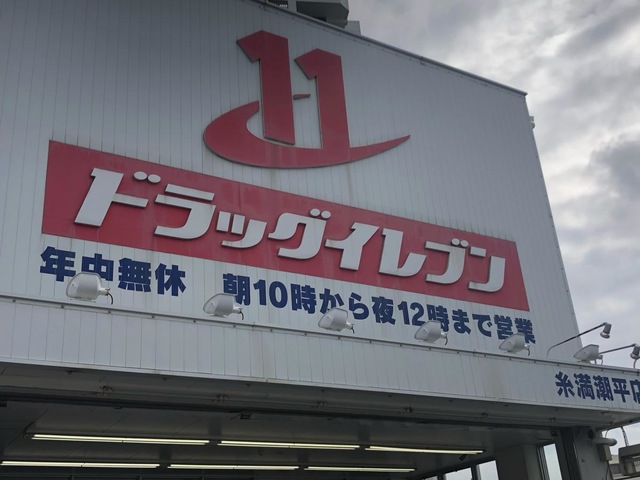 11
ドラッグイレブン
年中無休 朝10時から夜12時まで営業
糸満潮平店